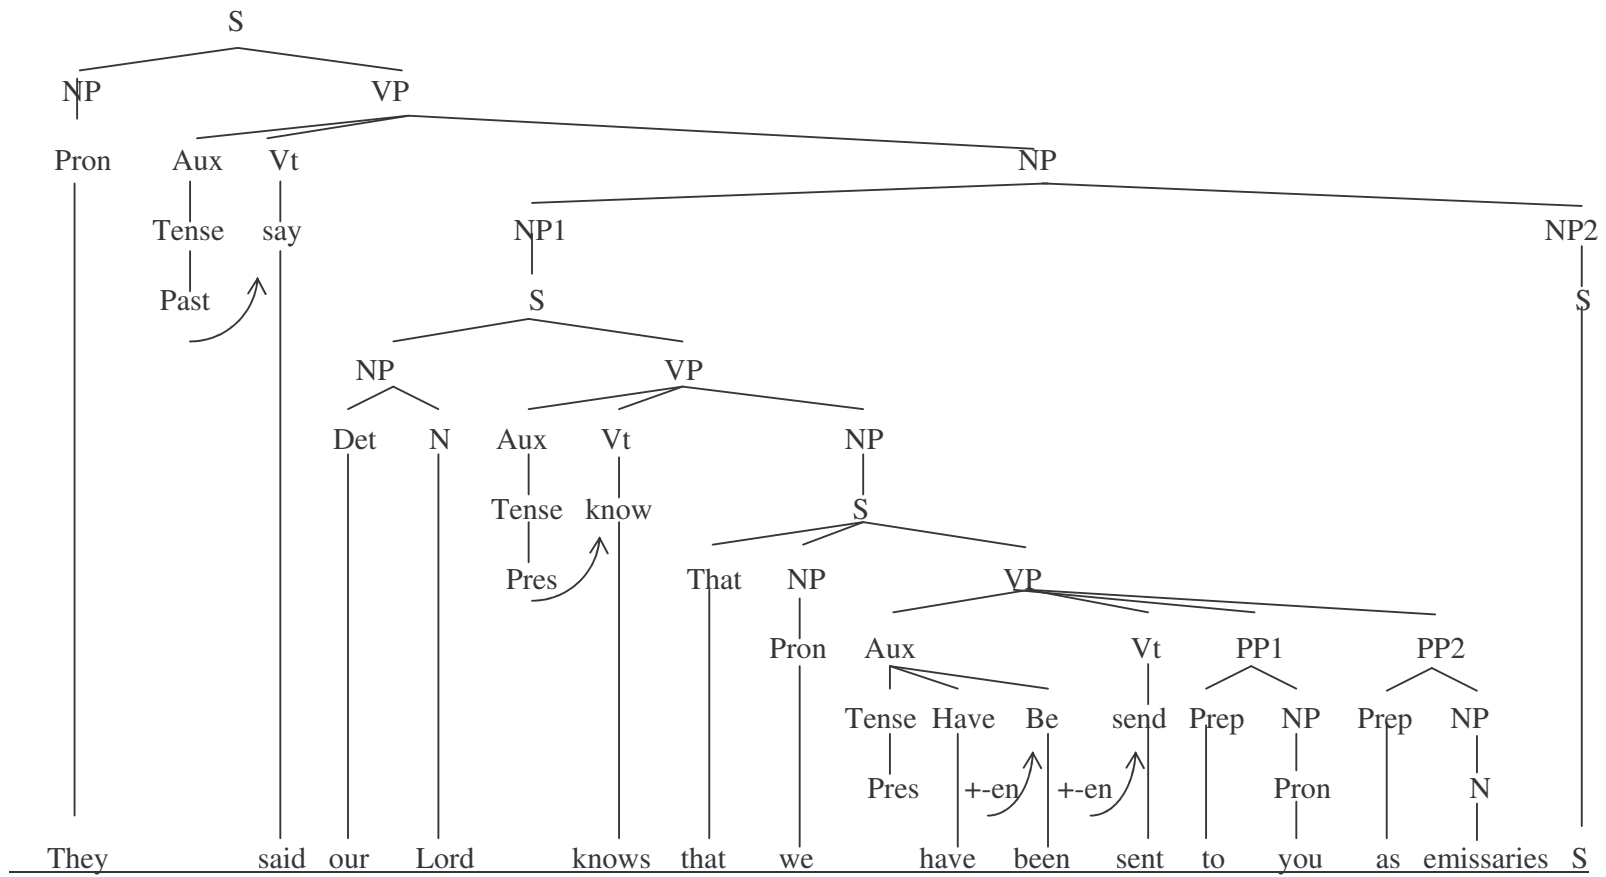 S
NP VP
Pron Aux Vt NP
Tense say NP1 NP2
Past S S
NP VP
Det N Aux Vt NP
Tense know S
Pres That NP VP
Pron Aux Vt PP1 PP2
Tense Have Be send Prep NP Prep NP
Pres +-en +-en Pron N
They said our Lord knows that we have been sent to you as emissaries S